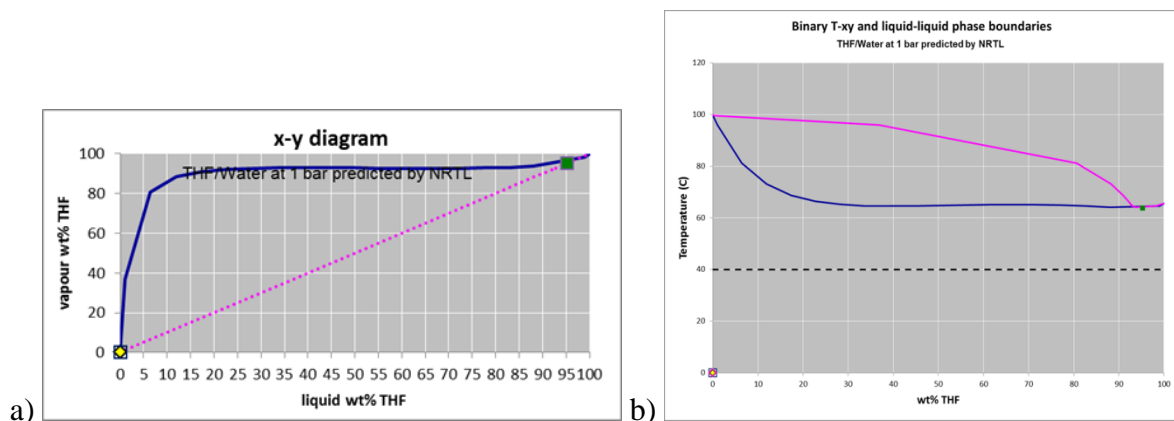 a)
x-y diagram
THF/Water at 1 bar predicted by NRTL
vapour wt% THF
100
80
60
40
20
0
0 5 10 15 20 25 30 35 40 45 50 55 60 65 70 75 80 85 90 95 100
liquid wt% THF
b)
Binary T-xy and liquid-liquid phase boundaries
THF/Water at 1 bar predicted by NRTL
Temperature (C)
120
100
80
60
40
20
0
0 10 20 30 40 50 60 70 80 90 100
wt% THF